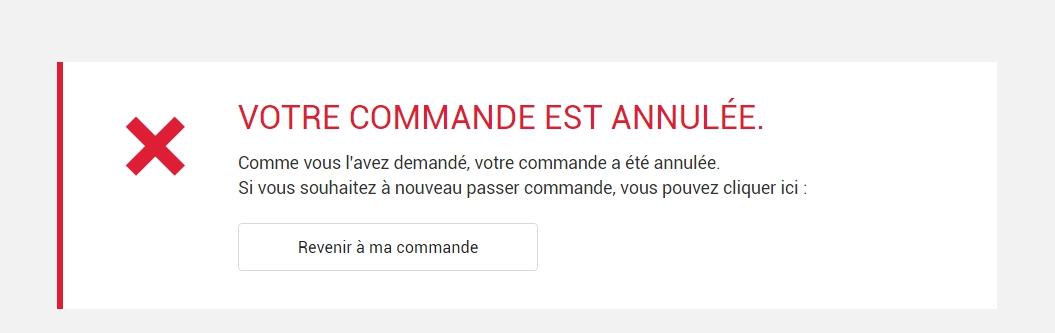 VOTRE COMMANDE EST ANNULÉE.
Comme vous l'avez demandé, votre commande a été annulée.
Si vous souhaitez à nouveau passer commande, vous pouvez cliquer ici :
Revenir à ma commande